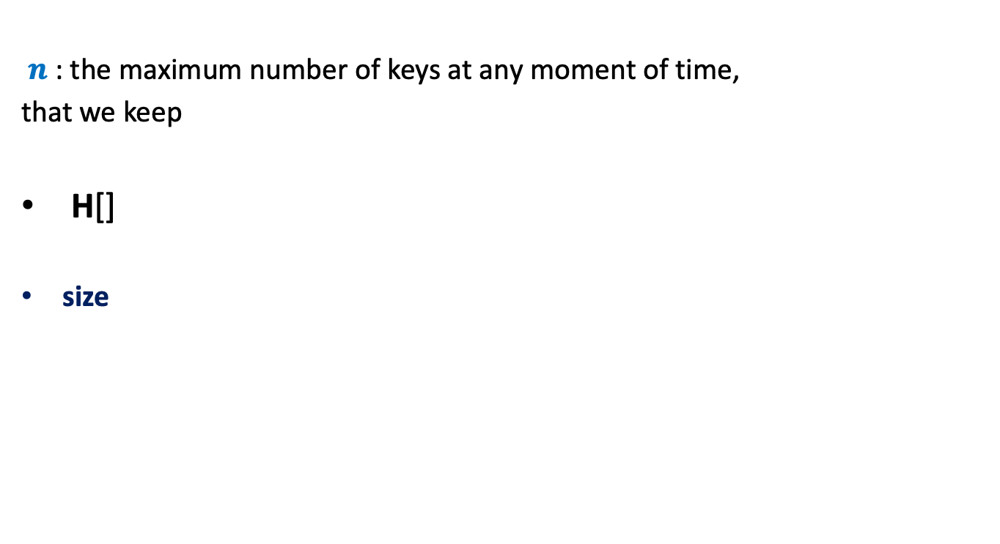 n : the maximum number of keys at any moment of time,
that we keep
• H[]
• size